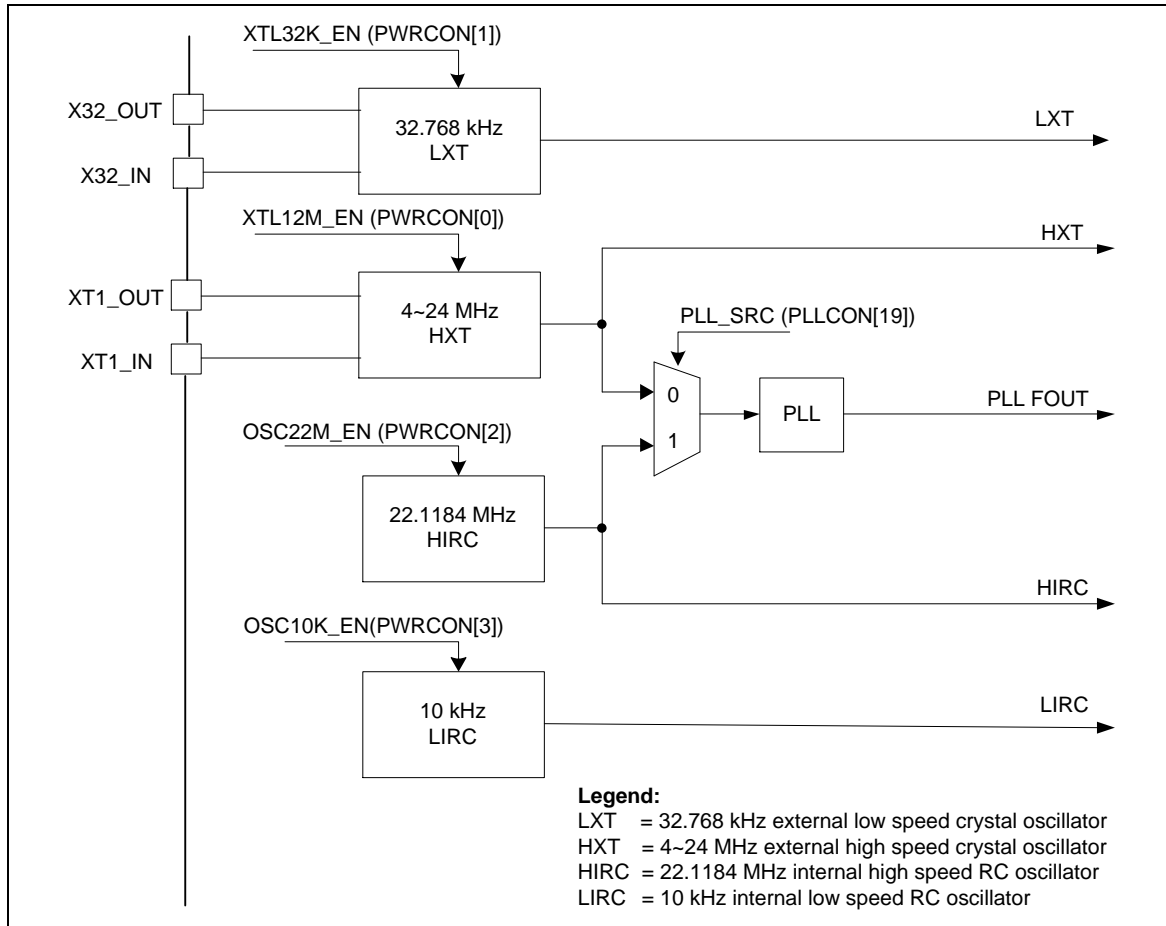 XTL32K_EN (PWRCON[1])
X32_OUT
32.768 kHz
LXT
LXT
X32_IN
XTL12M_EN (PWRCON[0])
HXT
XT1_OUT
4~24 MHz
HXT
PLL_SRC (PLLCON[19])
XT1_IN
0
1
PLL
PLL FOUT
OSC22M_EN (PWRCON[2])
22.1184 MHz
HIRC
HIRC
OSC10K_EN(PWRCON[3])
10 kHz
LIRC
LIRC
Legend:
LXT = 32.768 kHz external low speed crystal oscillator
HXT = 4~24 MHz external high speed crystal oscillator
HIRC = 22.1184 MHz internal high speed RC oscillator
LIRC = 10 kHz internal low speed RC oscillator